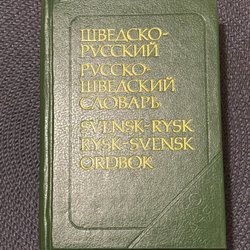 ШВЕДСКО-
РУССКИЙ
РУССКО-
ШВЕДСКИЙ
СЛОВАРЬ
SVENSK-RYSK
RYSK-SVENSK
ORDBOK